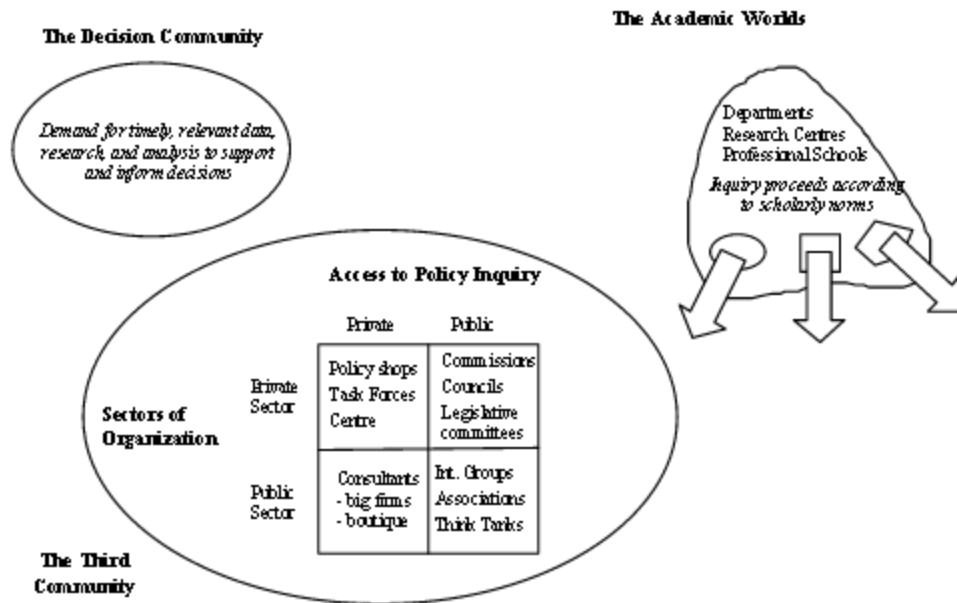 The Decision Community
The Academic Worlds
Demand for timely, relevant data,
research, and analysis to support
and inform decisions
Departments
Research Centres
Professional Schools
Inquiry proceeds according
to scholarly norms
Access to Policy Inquiry
Private
Public
Private
Sector
Policy shops
Task Forces
Centre
Commissions
Councils
Legislative
committees
Sectors of
Organization
Public
Sector
Consultants
- big firms
- boutique
Int. Groups
Associations
Think Tanks
The Third
Community